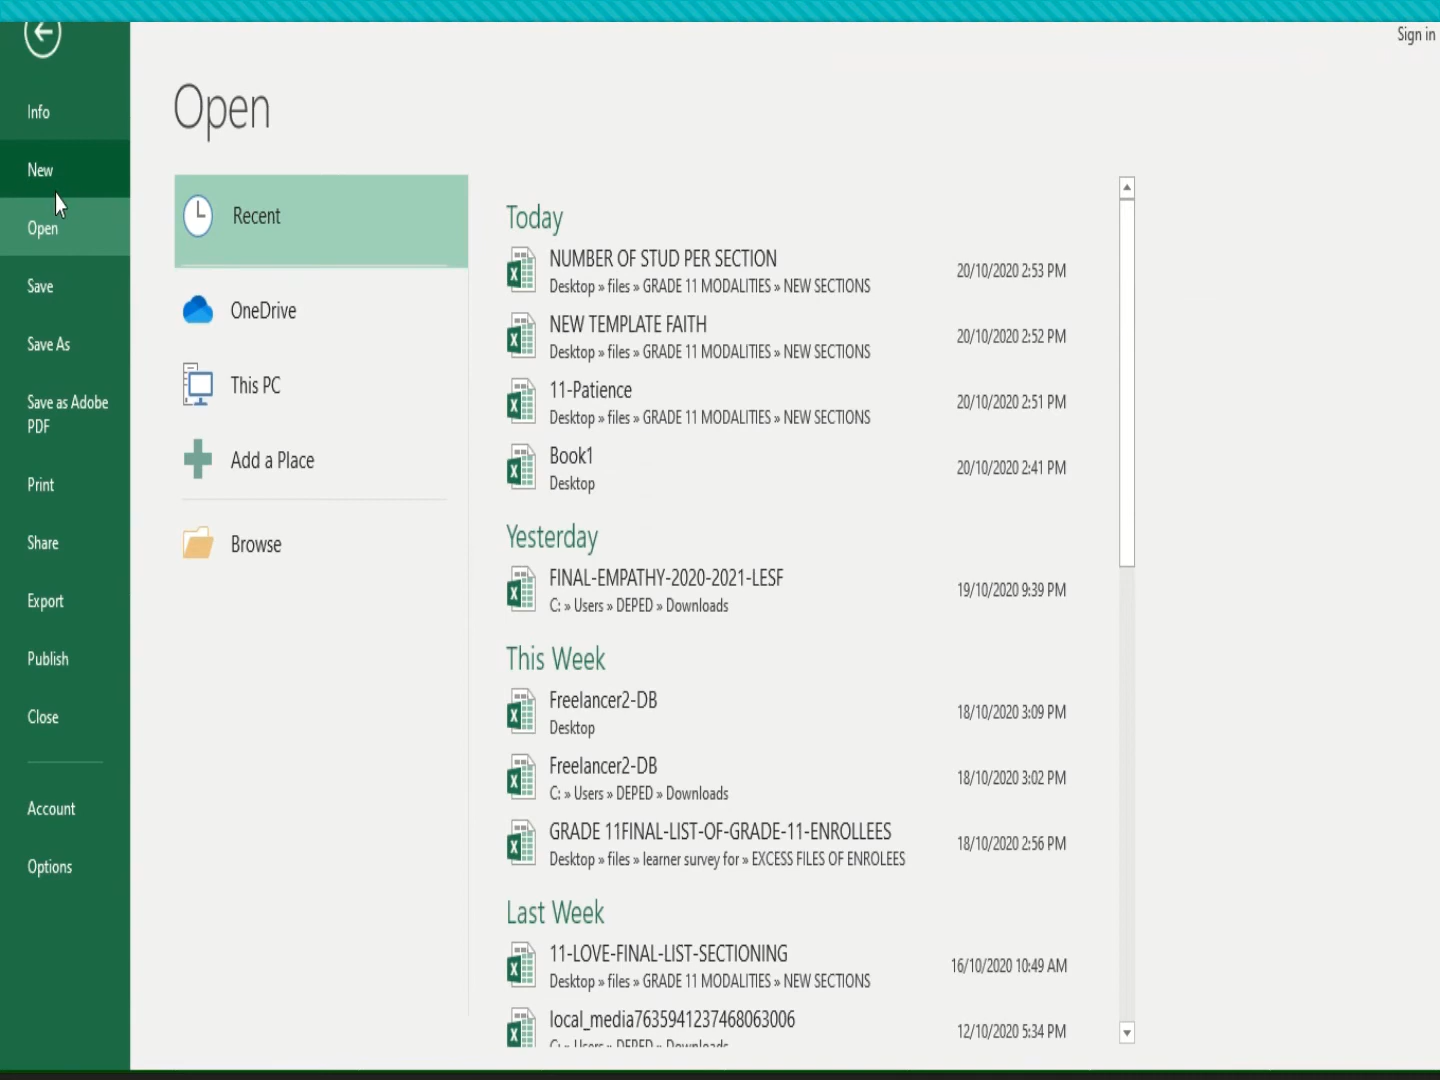 Sign in
Info
New
Open
Save
Save As
Save as Adobe
PDF
Print
Share
Export
Publish
Close
Account
Options
Open
Recent
OneDrive
This PC
Add a Place
Browse
Today
NUMBER OF STUD PER SECTION
Desktop » files » GRADE 11 MODALITIES » NEW SECTIONS
20/10/2020 2:53 PM
NEW TEMPLATE FAITH
Desktop » files » GRADE 11 MODALITIES » NEW SECTIONS
20/10/2020 2:52 PM
11-Patience
Desktop » files » GRADE 11 MODALITIES » NEW SECTIONS
20/10/2020 2:51 PM
Book1
Desktop
20/10/2020 2:41 PM
Yesterday
FINAL-EMPATHY-2020-2021-LESF
C: » Users » DEPED » Downloads
19/10/2020 9:39 PM
This Week
Freelancer2-DB
Desktop
18/10/2020 3:09 PM
Freelancer2-DB
C: » Users » DEPED » Downloads
18/10/2020 3:02 PM
GRADE 11FINAL-LIST-OF-GRADE-11-ENROLLEES
Desktop » files » learner survey for » EXCESS FILES OF ENROLEES
18/10/2020 2:56 PM
Last Week
11-LOVE-FINAL-LIST-SECTIONING
Desktop » files » GRADE 11 MODALITIES » NEW SECTIONS
16/10/2020 10:49 AM
local_media7635941237468063006
C: » Users » DEPED » Downloads
12/10/2020 5:34 PM